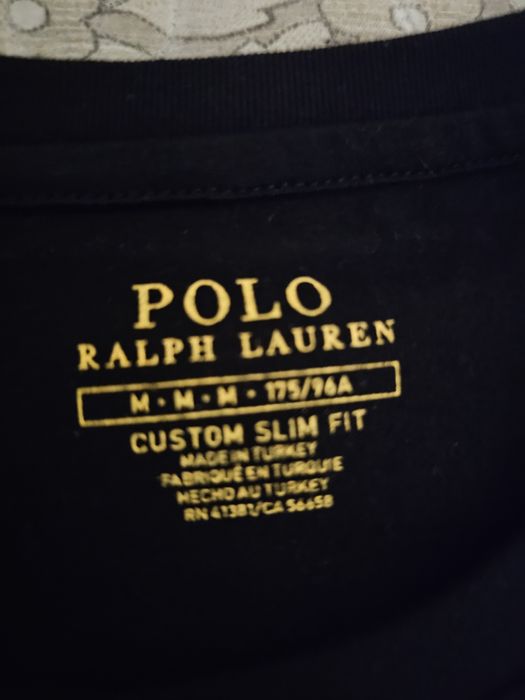 POLO
RALPH LAUREN
M • M • M • 175/96A
CUSTOM SLIM FIT
MADE IN TURKEY
FABRIQUÉ EN TURQUIE
HECHO AU TURKEY
RN 41381/CA 56658